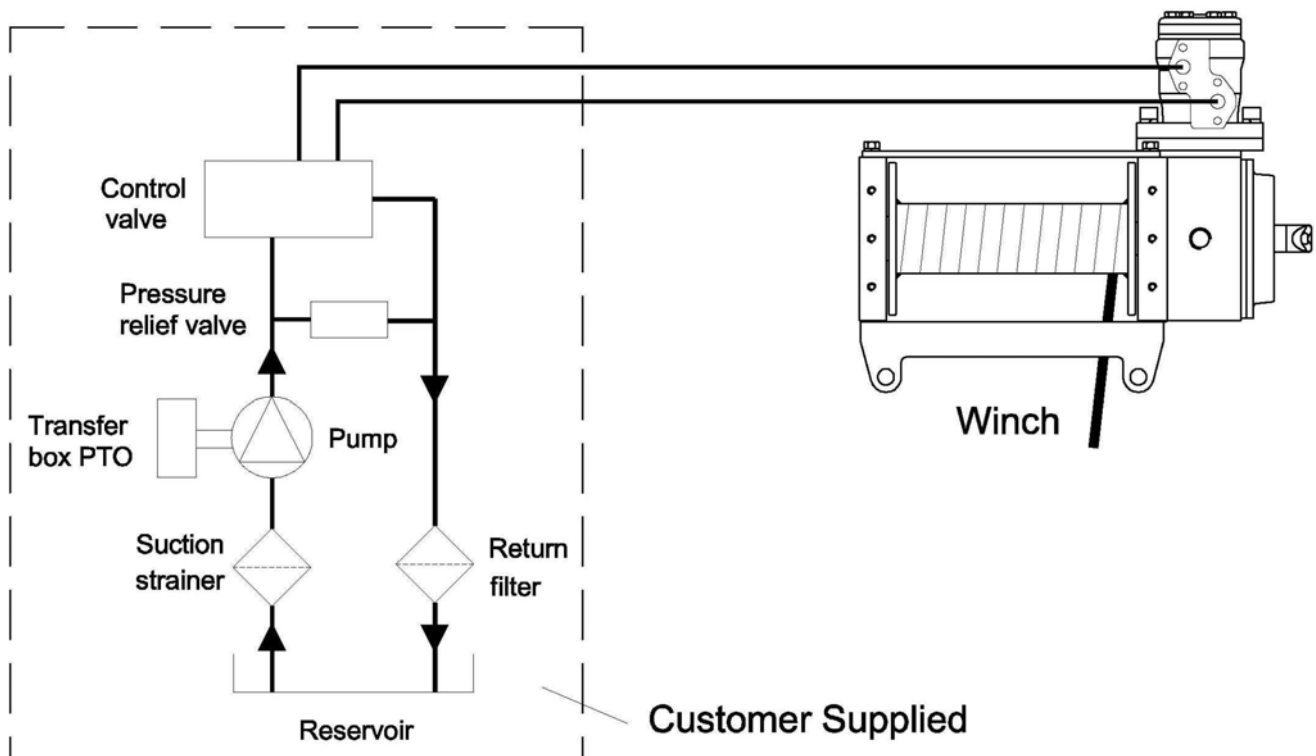 Control
valve
Pressure
relief valve
Transfer
box PTO
Pump
Suction
strainer
Return
filter
Reservoir
Winch
Customer Supplied